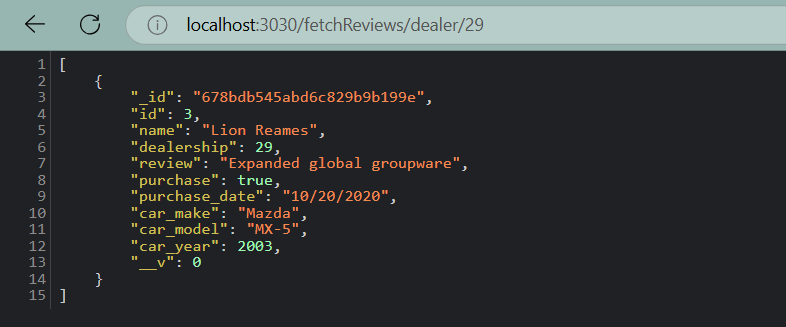 localhost:3030/fetchReviews/dealer/29
1 [
2     {
3         "_id": "678bdb545abd6c829b9b199e",
4         "id": 3,
5         "name": "Lion Reames",
6         "dealership": 29,
7         "review": "Expanded global groupware",
8         "purchase": true,
9         "purchase_date": "10/20/2020",
10         "car_make": "Mazda",
11         "car_model": "MX-5",
12         "car_year": 2003,
13         "__v": 0
14     }
15 ]